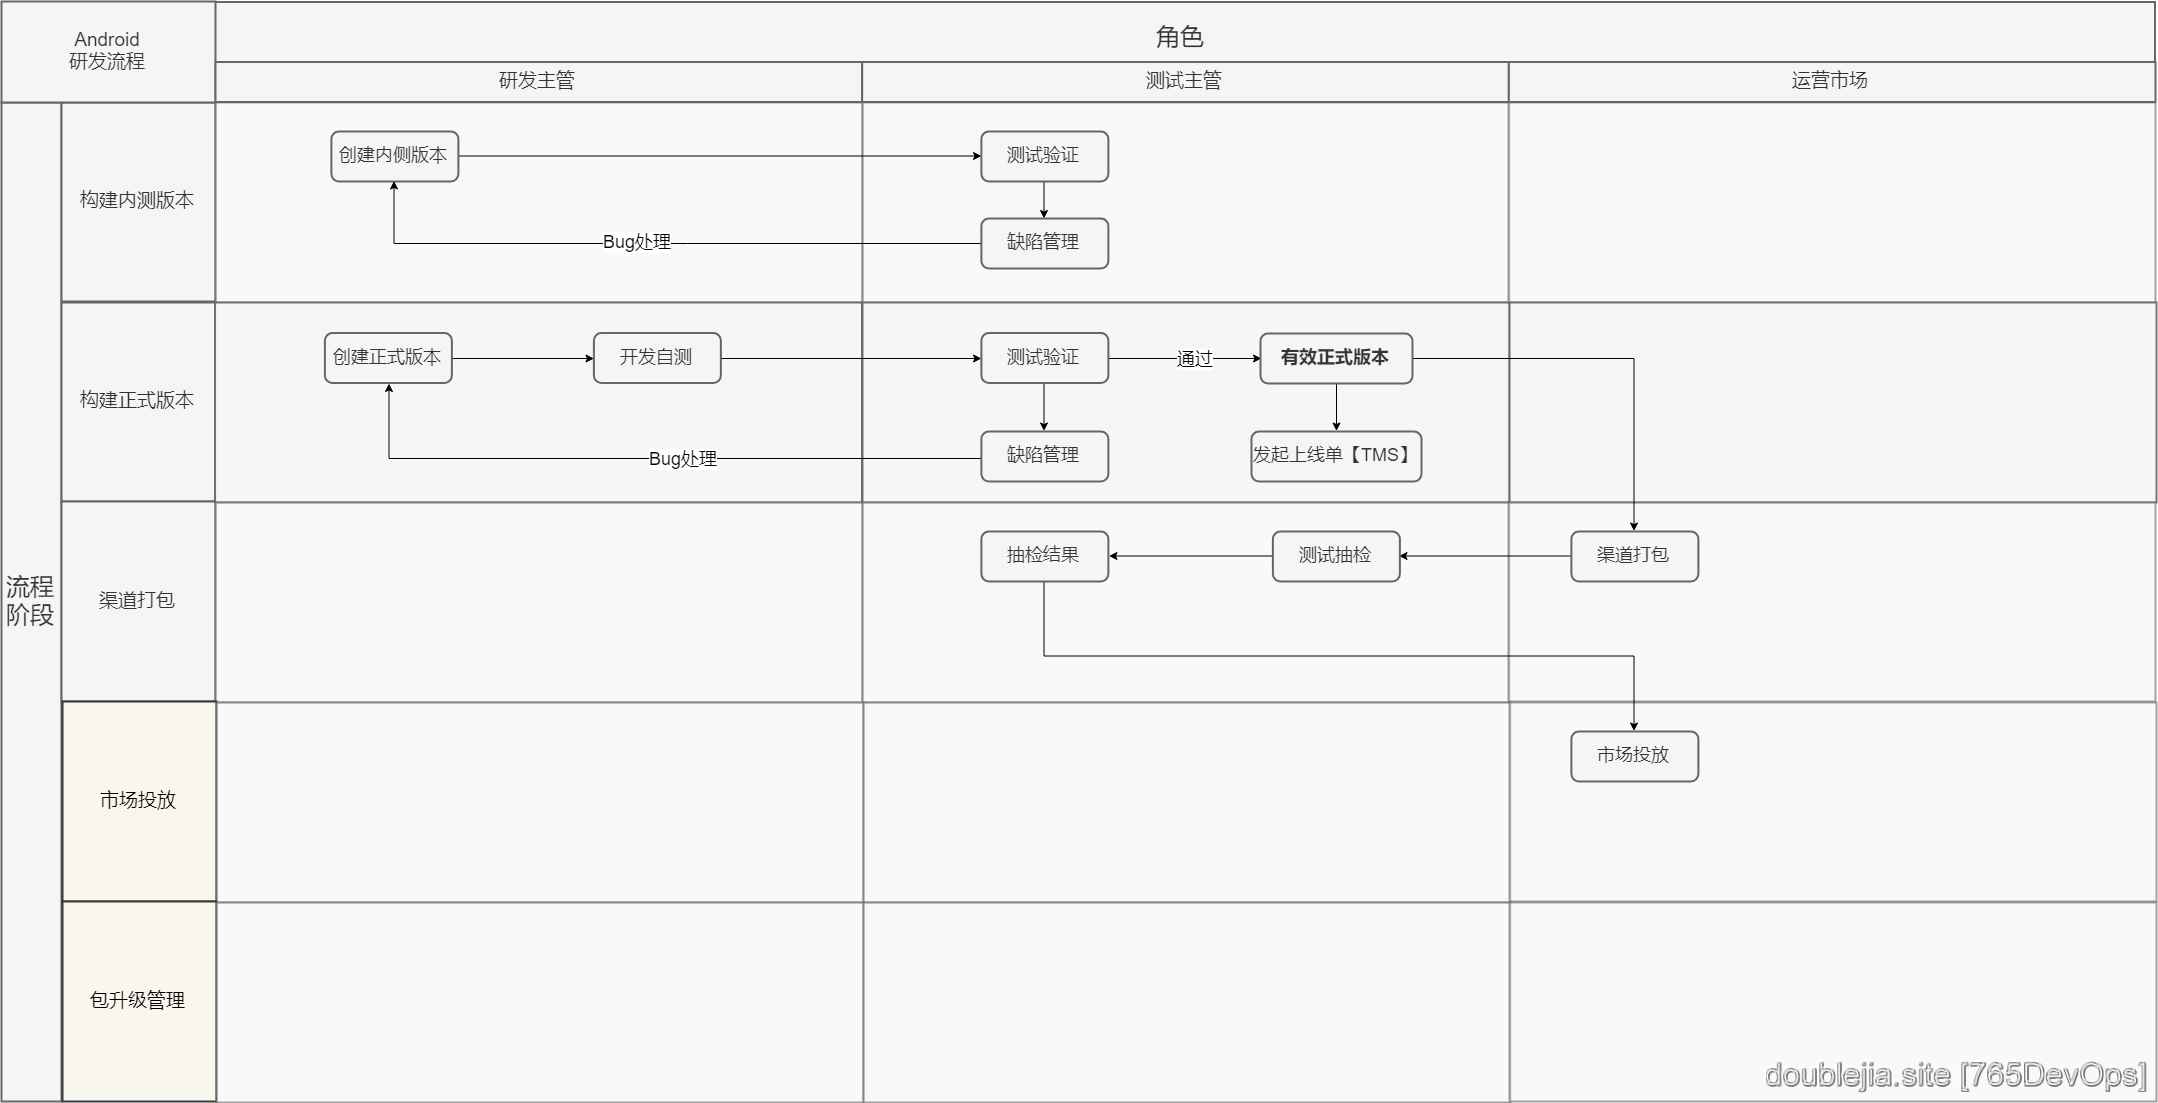 Android
研发流程
角色
研发主管
测试主管
运营市场
流程
阶段
构建内测版本
创建内侧版本
测试验证
缺陷管理
Bug处理
构建正式版本
创建正式版本
开发自测
测试验证
通过
有效正式版本
缺陷管理
Bug处理
发起上线单【TMS】
渠道打包
抽检结果
测试抽检
渠道打包
市场投放
市场投放
包升级管理
doublejia.site [765DevOps]